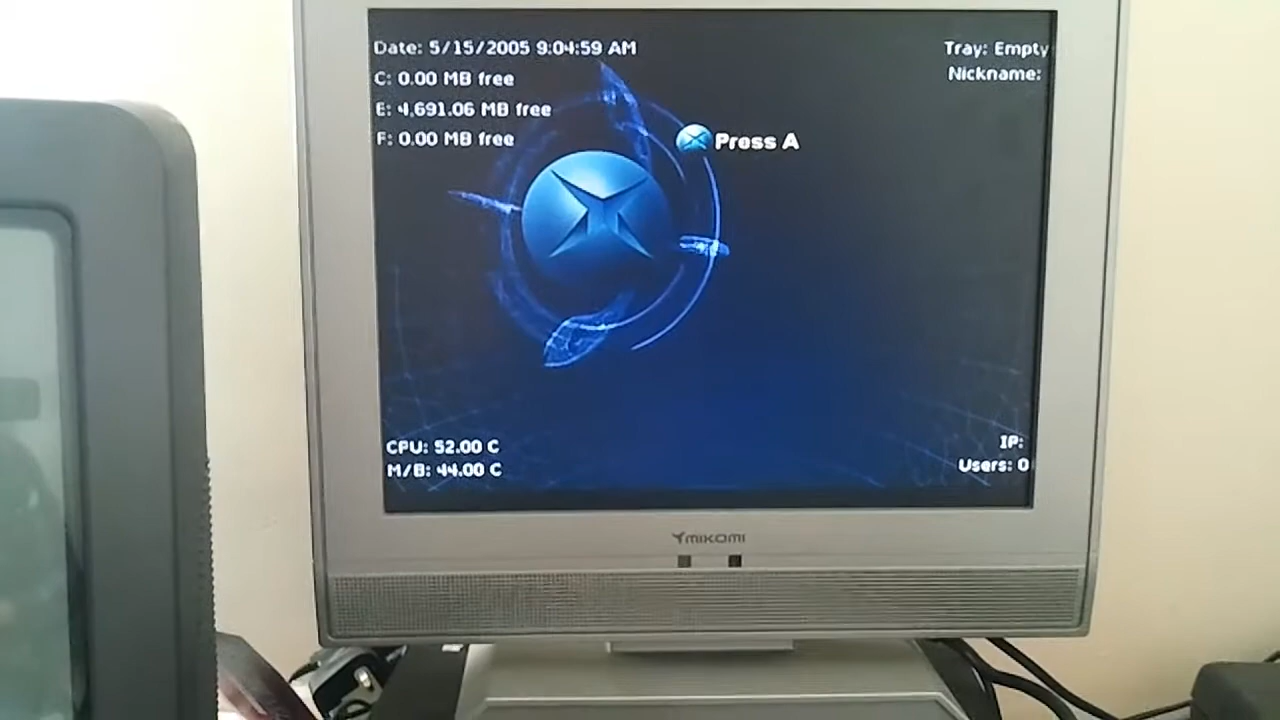 Date: 5/15/2005 9:04:59 AM
Tray: Empty
C: 0.00 MB free
Nickname:
E: 4,691.06 MB free
F: 0.00 MB free
Press A
CPU: 52.00 C
IP:
M/B: 44.00 C
Users: 0
MIKOMI